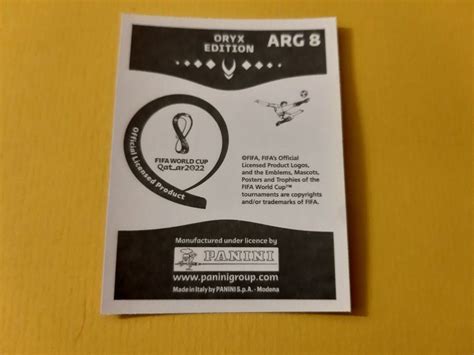 ORYX
EDITION
ARG 8
FIFA WORLD CUP
Qatar2022
Official Licensed Product
©FIFA, FIFA's Official
Licensed Product Logos,
and the Emblems, Mascots,
Posters and Trophies of the
FIFA World Cup™
tournaments are copyrights
and/or trademarks of FIFA.
Manufactured under licence by
PANINI
www.paninigroup.com
Made in Italy by PANINI S.p.A. - Modena